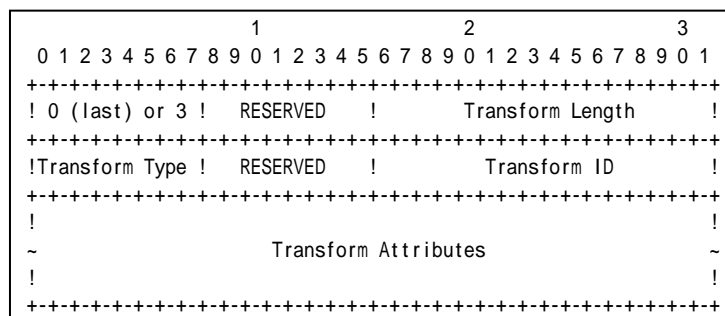 1                   2                   3
 0 1 2 3 4 5 6 7 8 9 0 1 2 3 4 5 6 7 8 9 0 1 2 3 4 5 6 7 8 9 0 1
+-+-+-+-+-+-+-+-+-+-+-+-+-+-+-+-+-+-+-+-+-+-+-+-+-+-+-+-+-+-+-+-+
! 0 (last) or 3 !   RESERVED    !        Transform Length       !
+-+-+-+-+-+-+-+-+-+-+-+-+-+-+-+-+-+-+-+-+-+-+-+-+-+-+-+-+-+-+-+-+
!Transform Type !   RESERVED    !          Transform ID         !
+-+-+-+-+-+-+-+-+-+-+-+-+-+-+-+-+-+-+-+-+-+-+-+-+-+-+-+-+-+-+-+-+
!                                                               !
~                      Transform Attributes                     ~
!                                                               !
+-+-+-+-+-+-+-+-+-+-+-+-+-+-+-+-+-+-+-+-+-+-+-+-+-+-+-+-+-+-+-+-+